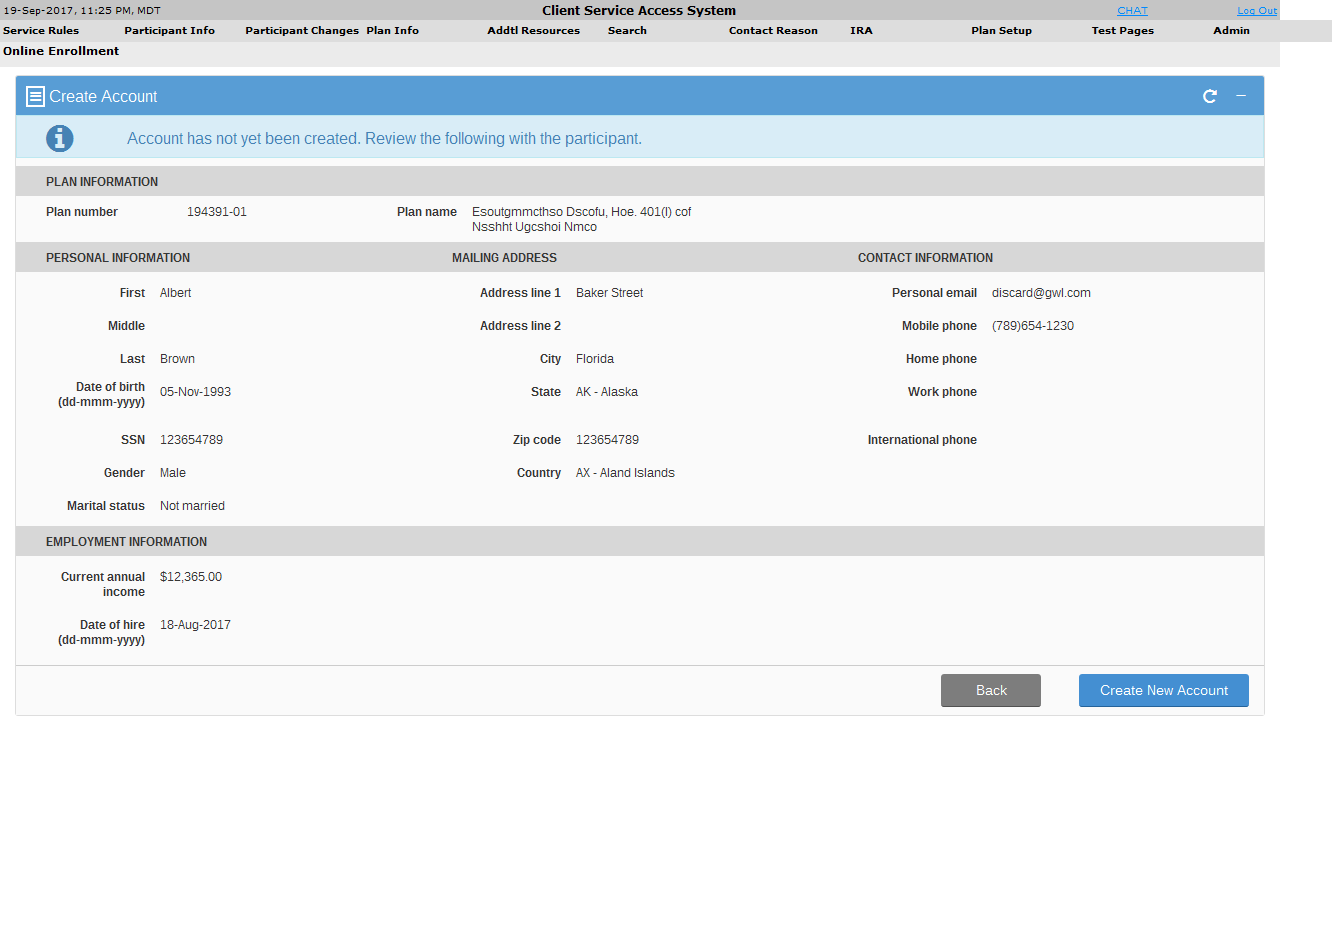 19-Sep-2017, 11:25 PM, MDT Client Service Access System CHAT Log Out
Service Rules Participant Info Participant Changes Plan Info Addtl Resources Search Contact Reason IRA Plan Setup Test Pages Admin
Online Enrollment
Create Account
Account has not yet been created. Review the following with the participant.
PLAN INFORMATION
Plan number 194391-01 Plan name Esoutgmmcthso Dscofu, Hoe. 401(l) cof
Nsshht Ugcshoi Nmco
PERSONAL INFORMATION MAILING ADDRESS CONTACT INFORMATION
First Albert Address line 1 Baker Street Personal email discard@gwl.com
Middle Address line 2 Mobile phone (789)654-1230
Last Brown City Florida Home phone
Date of birth
(dd-mmm-yyyy) 05-Nov-1993 State AK - Alaska Work phone
SSN 123654789 Zip code 123654789 International phone
Gender Male Country AX - Aland Islands
Marital status Not married
EMPLOYMENT INFORMATION
Current annual $12,365.00
income
Date of hire 18-Aug-2017
(dd-mmm-yyyy)
Back Create New Account